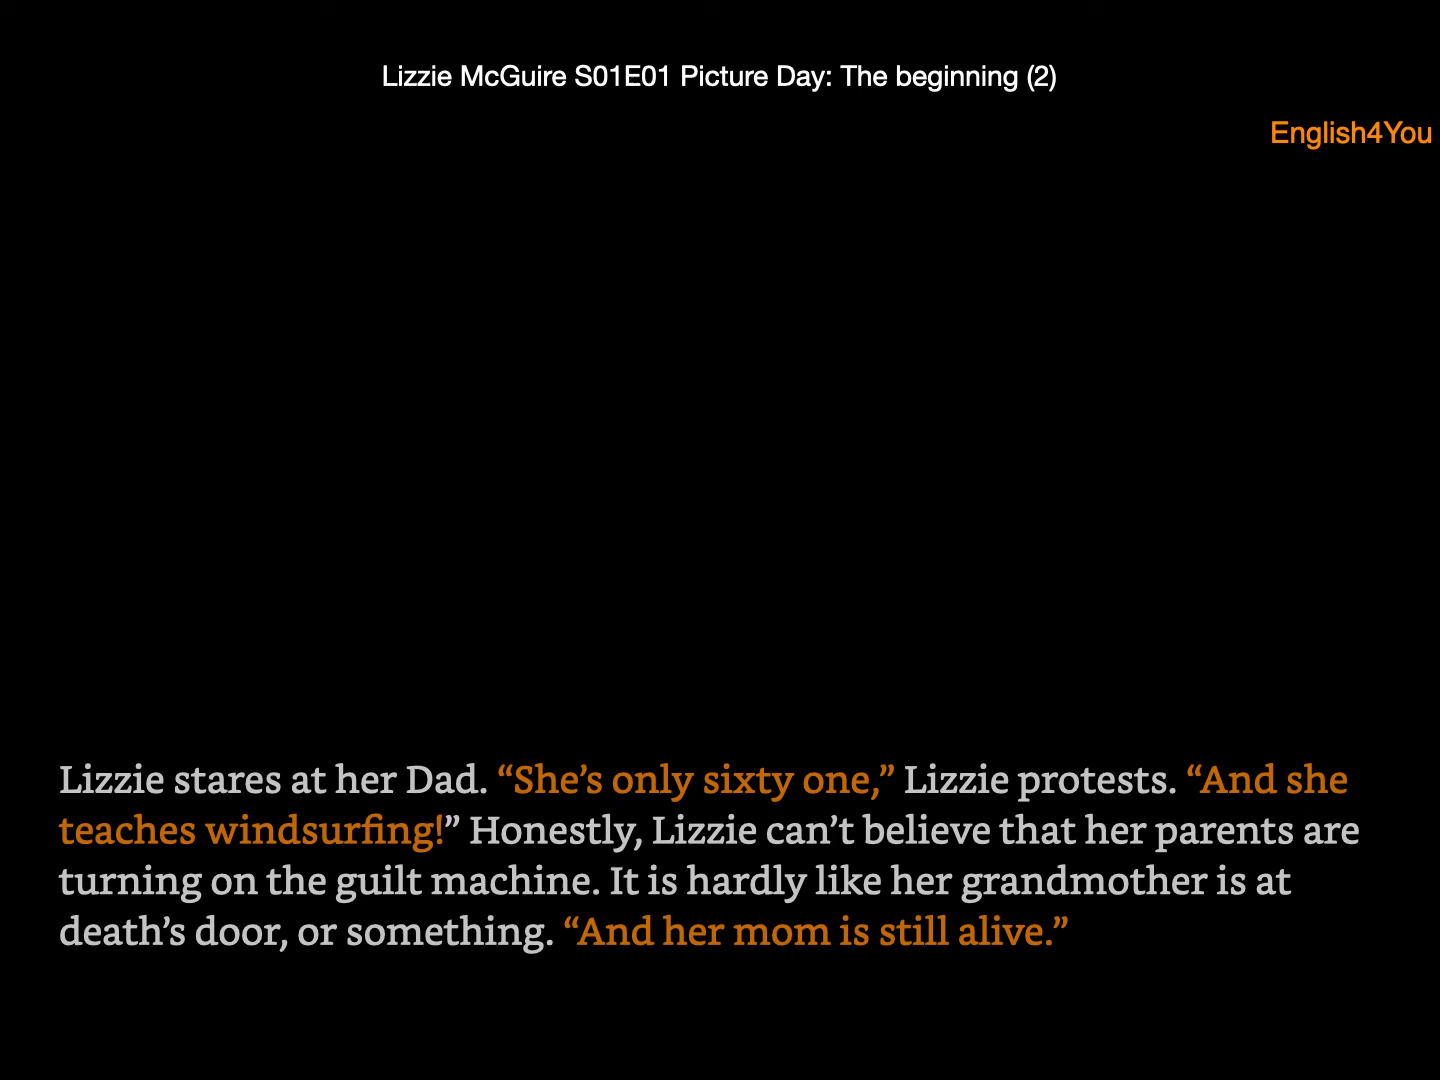 Lizzie McGuire S01E01 Picture Day: The beginning (2)
English4You
Lizzie stares at her Dad. “She’s only sixty one,” Lizzie protests. “And she
teaches windsurfing!” Honestly, Lizzie can’t believe that her parents are
turning on the guilt machine. It is hardly like her grandmother is at
death’s door, or something. “And her mom is still alive.”